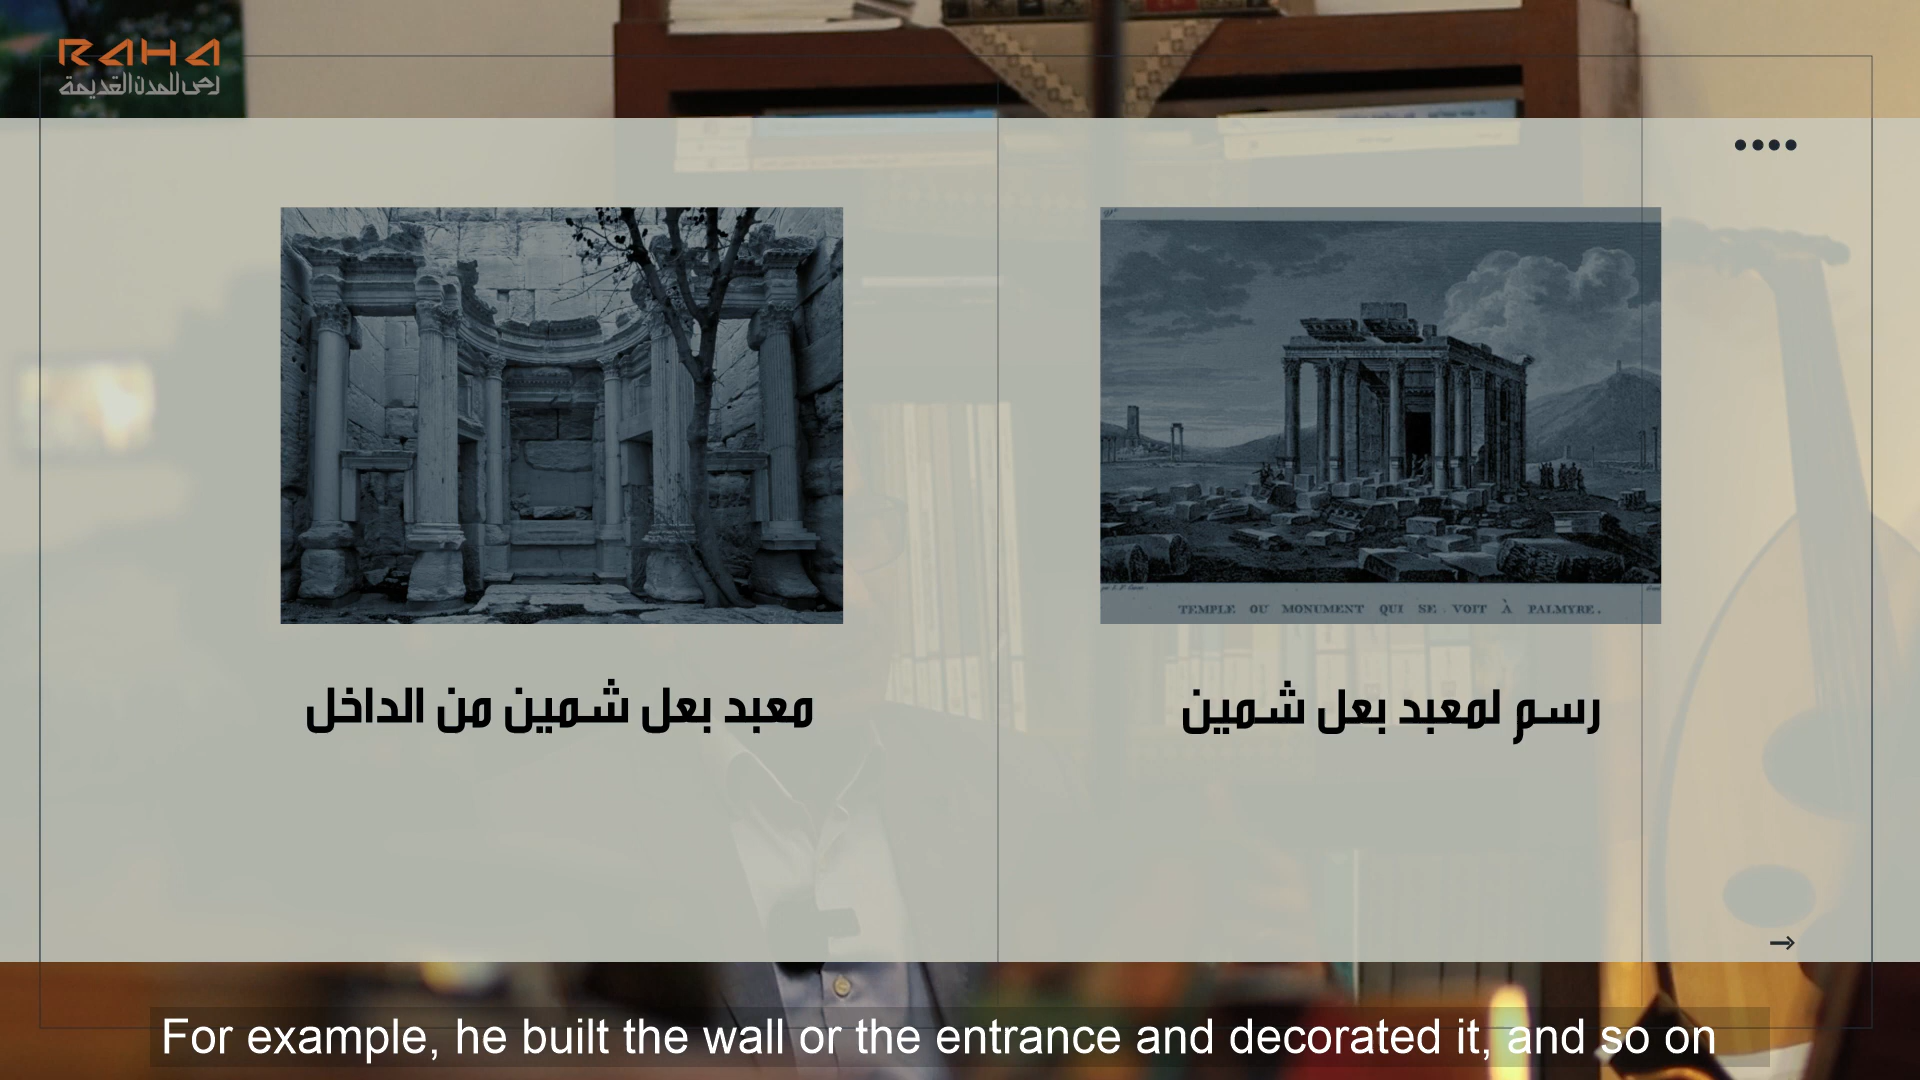 RAHA
رحى للمدن القديمة
معبد بعل شمين من الداخل
TEMPLE OU MONUMENT QUI SE VOIT À PALMYRE.
رسم لمعبد بعل شمين
For example, he built the wall or the entrance and decorated it, and so on